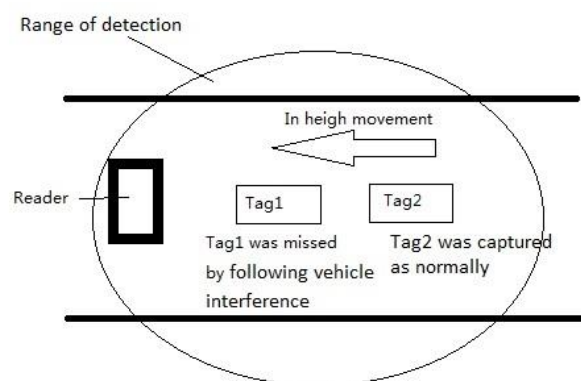 Range of detection
In heigh movement
Reader
Tag1
Tag2
Tag1 was missed
by following vehicle
interference
Tag2 was captured
as normally